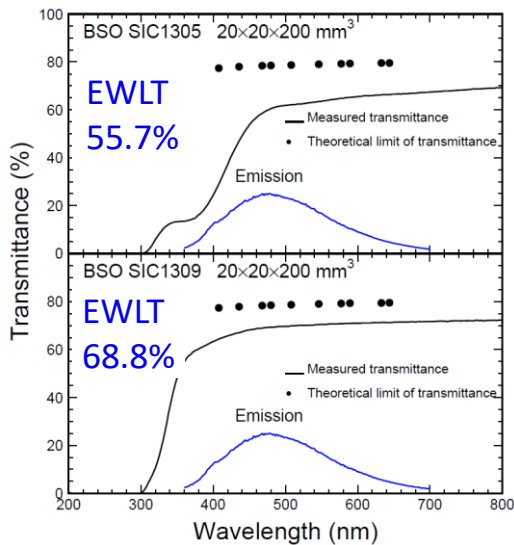 BSO SIC1305 20×20×200 mm³
EWLT
55.7%
Measured transmittance
Theoretical limit of transmittance
Emission
100
80
60
40
20
0
BSO SIC1309 20×20×200 mm³
EWLT
68.8%
Measured transmittance
Theoretical limit of transmittance
Emission
80
60
40
20
0
200 300 400 500 600 700 800
Transmittance (%)
Wavelength (nm)